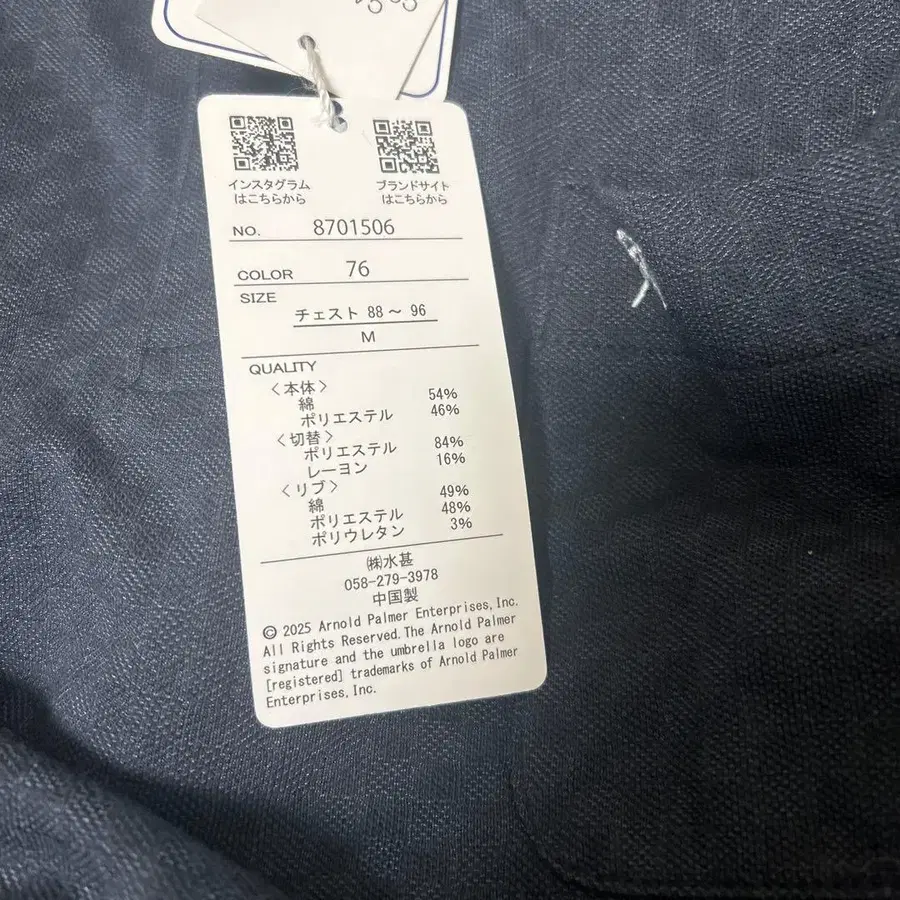 インスタグラム
はこちらから
ブランドサイト
はこちらから
NO. 8701506
COLOR 76
SIZE
チェスト 88～ 96
M
QUALITY
〈本体〉
綿 54%
ポリエステル 46%
〈切替〉
ポリエステル 84%
レーヨン 16%
〈リブ〉
綿 49%
ポリエステル 48%
ポリウレタン 3%
㈱水甚
058-279-3978
中国製
© 2025 Arnold Palmer Enterprises, Inc.
All Rights Reserved. The Arnold Palmer
signature and the umbrella logo are
[registered] trademarks of Arnold Palmer
Enterprises, Inc.